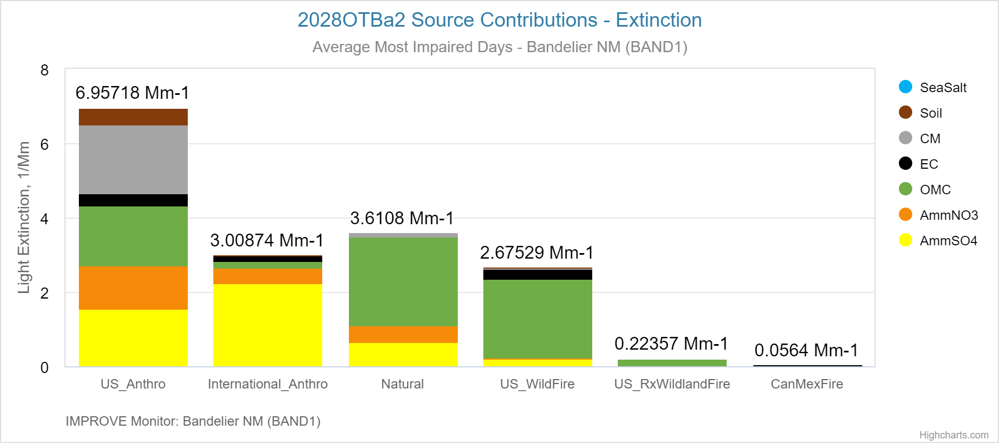 2028OTBa2 Source Contributions - Extinction
Average Most Impaired Days - Bandelier NM (BAND1)
Light Extinction, 1/Mm
8
6
4
2
0
6.95718 Mm-1
3.00874 Mm-1
3.6108 Mm-1
2.67529 Mm-1
0.22357 Mm-1
0.0564 Mm-1
US_Anthro
International_Anthro
Natural
US_WildFire
US_RxWildlandFire
CanMexFire
SeaSalt
Soil
CM
EC
OMC
AmmNO3
AmmSO4
IMPROVE Monitor: Bandelier NM (BAND1)
Highcharts.com